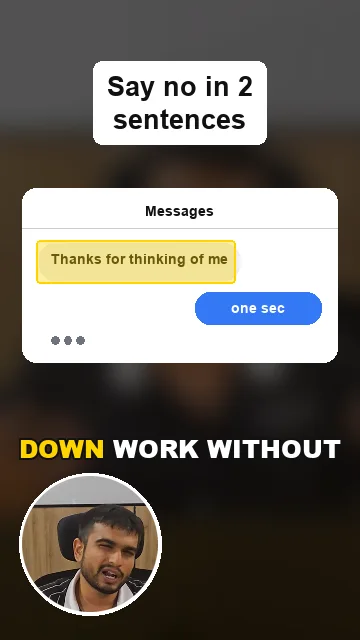 Say no in 2
sentences
Messages
Thanks for thinking of me
one sec
DOWN WORK WITHOUT